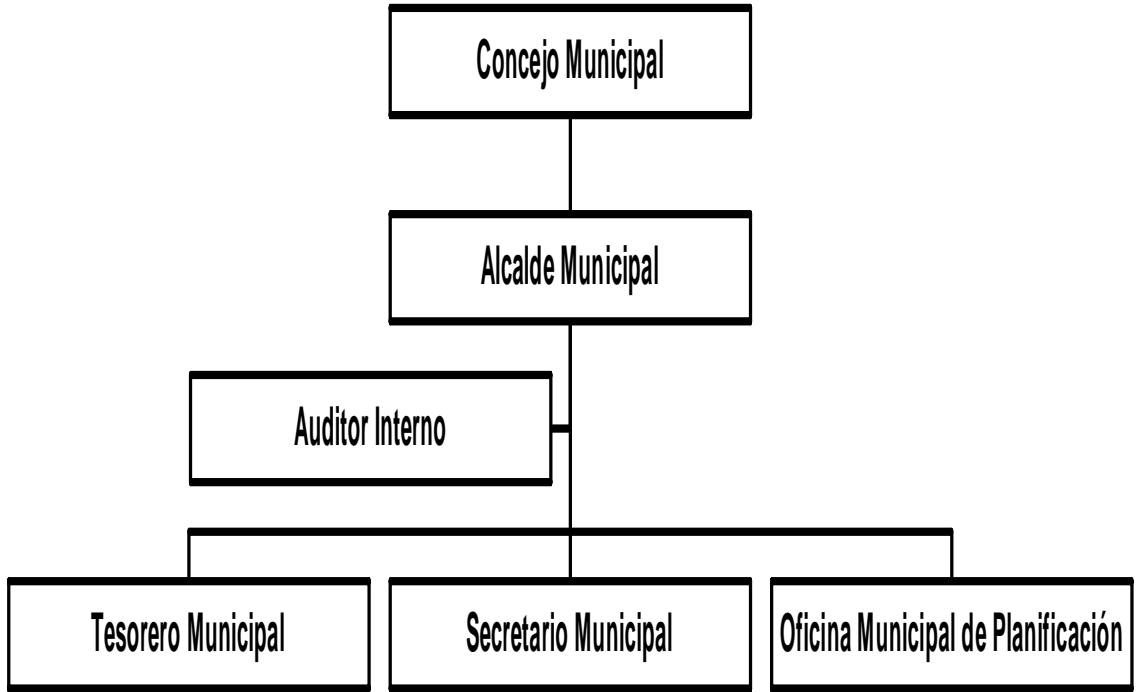 Concejo Municipal
Alcalde Municipal
Auditor Interno
Tesorero Municipal
Secretario Municipal
Oficina Municipal de Planificación